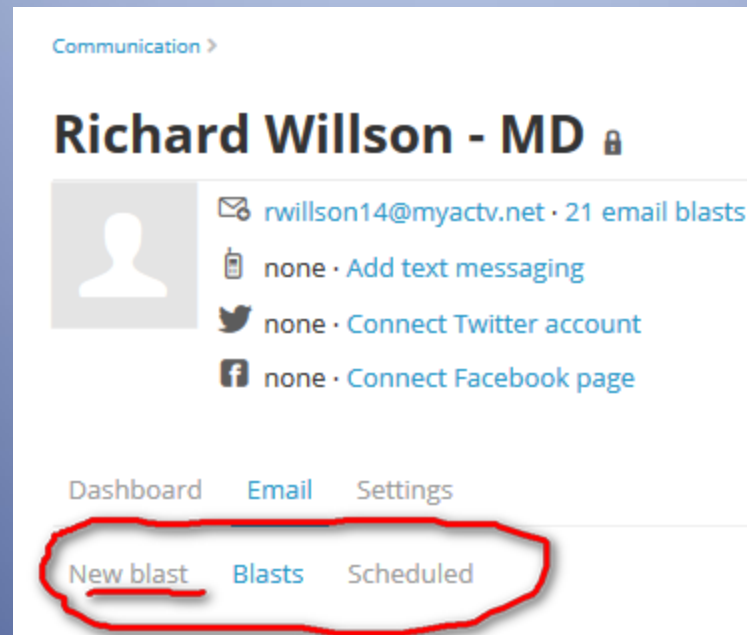 Communication >
Richard Willson - MD
rwillson14@myactv.net · 21 email blasts
none · Add text messaging
none · Connect Twitter account
none · Connect Facebook page
Dashboard Email Settings
New blast Blasts Scheduled